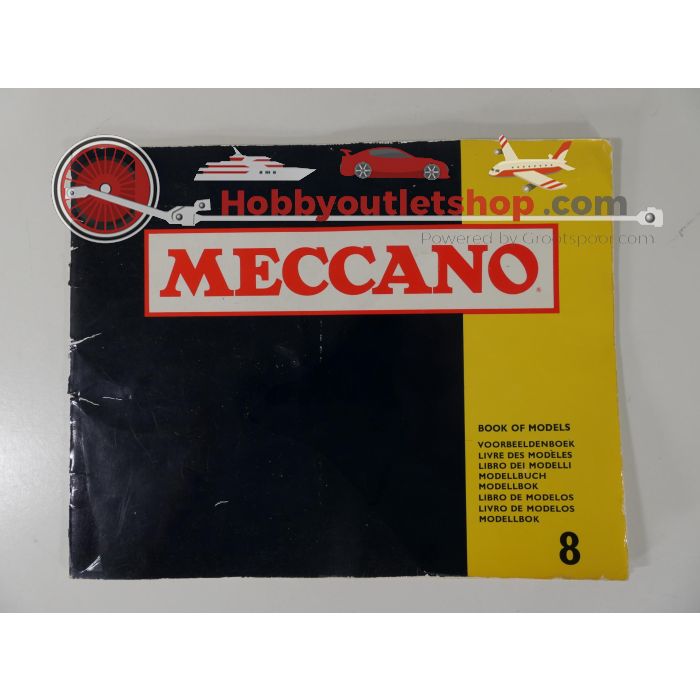 Hobbyoutletshop.com
Powered by Grootspoor.com
MECCANO®
BOOK OF MODELS
VOORBEELDENBOEK
LIVRE DES MODÈLES
LIBRO DEI MODELLI
MODELLBUCH
MODELLBOK
LIBRO DE MODELOS
LIVRO DE MODELOS
MODELLBOK
8